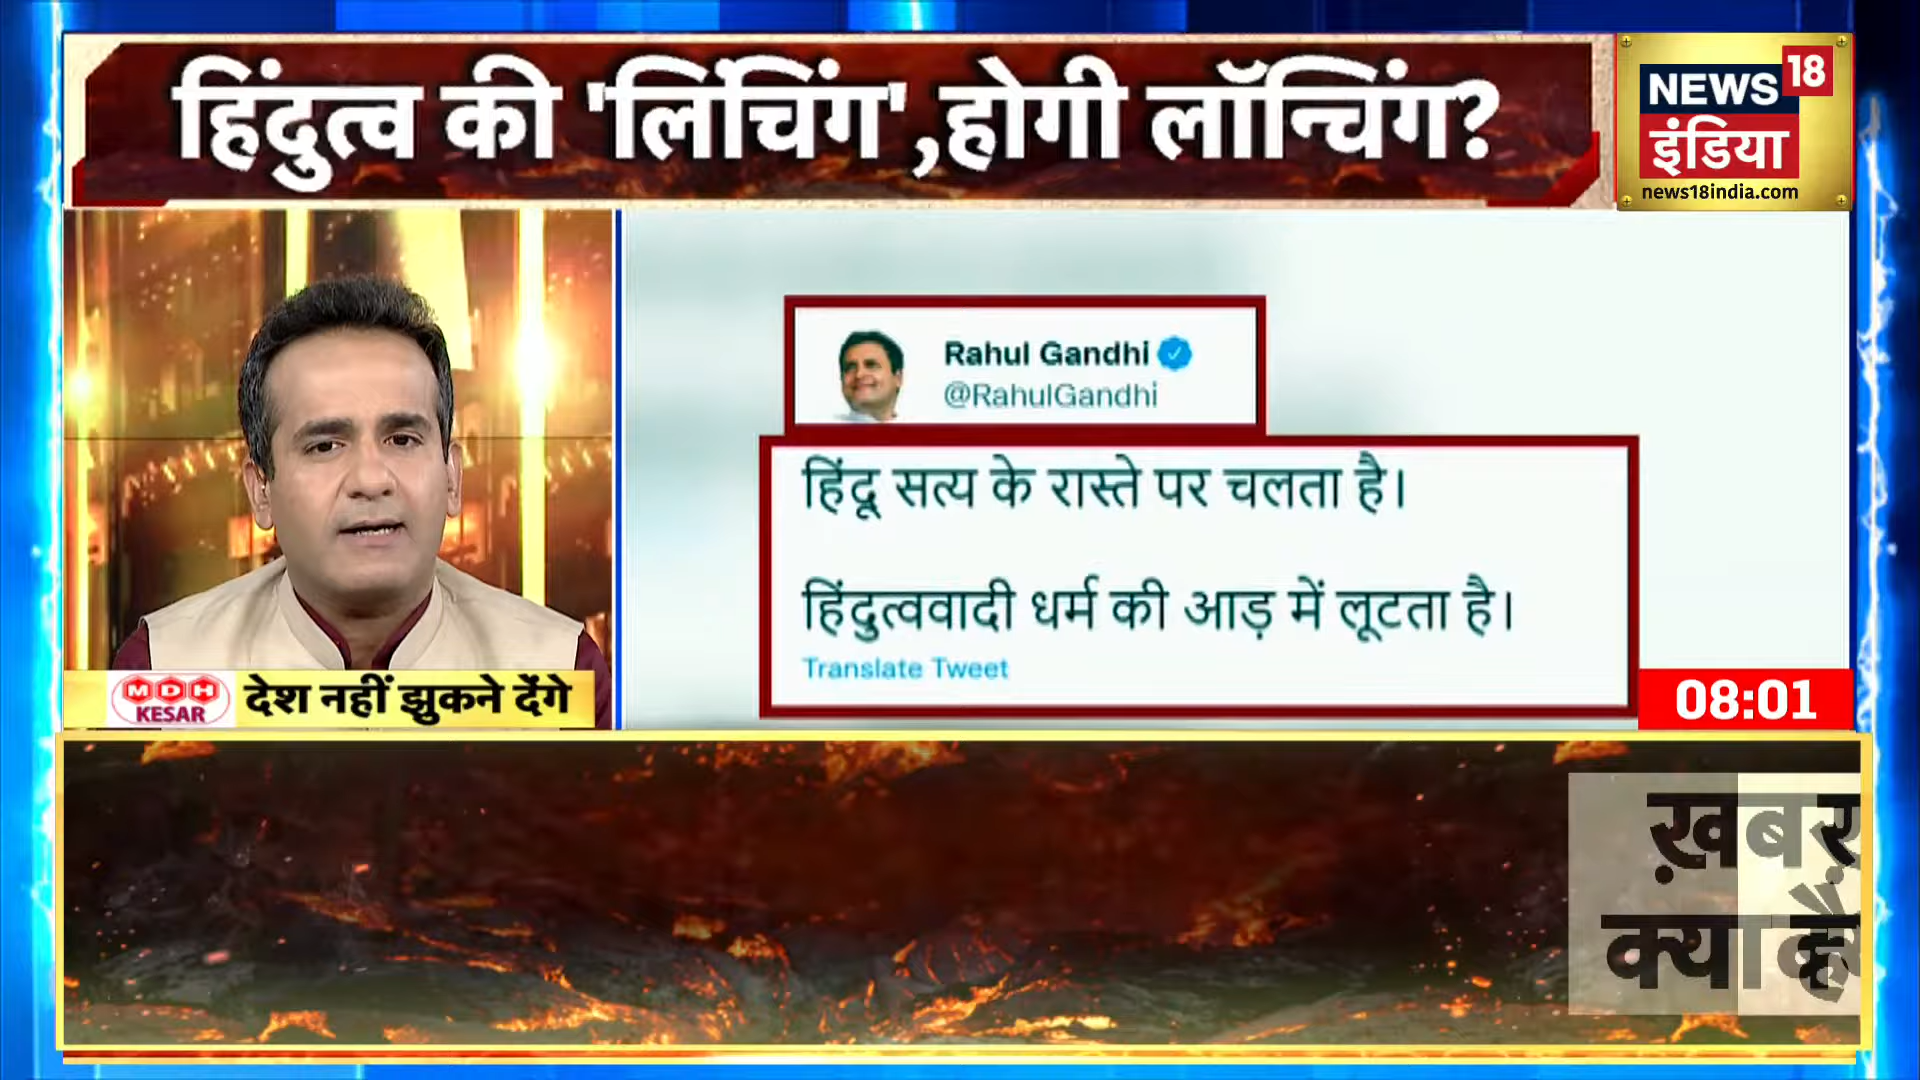 हिंदुत्व की 'लिंचिंग',होगी लॉन्चिंग?
NEWS 18
इंडिया
news18india.com
Rahul Gandhi
@RahulGandhi
हिंदू सत्य के रास्ते पर चलता है।
हिंदुत्ववादी धर्म की आड़ में लूटता है।
Translate Tweet
MDH
KESAR
देश नहीं झुकने देंगे
08:01
ख़बर
क्या है